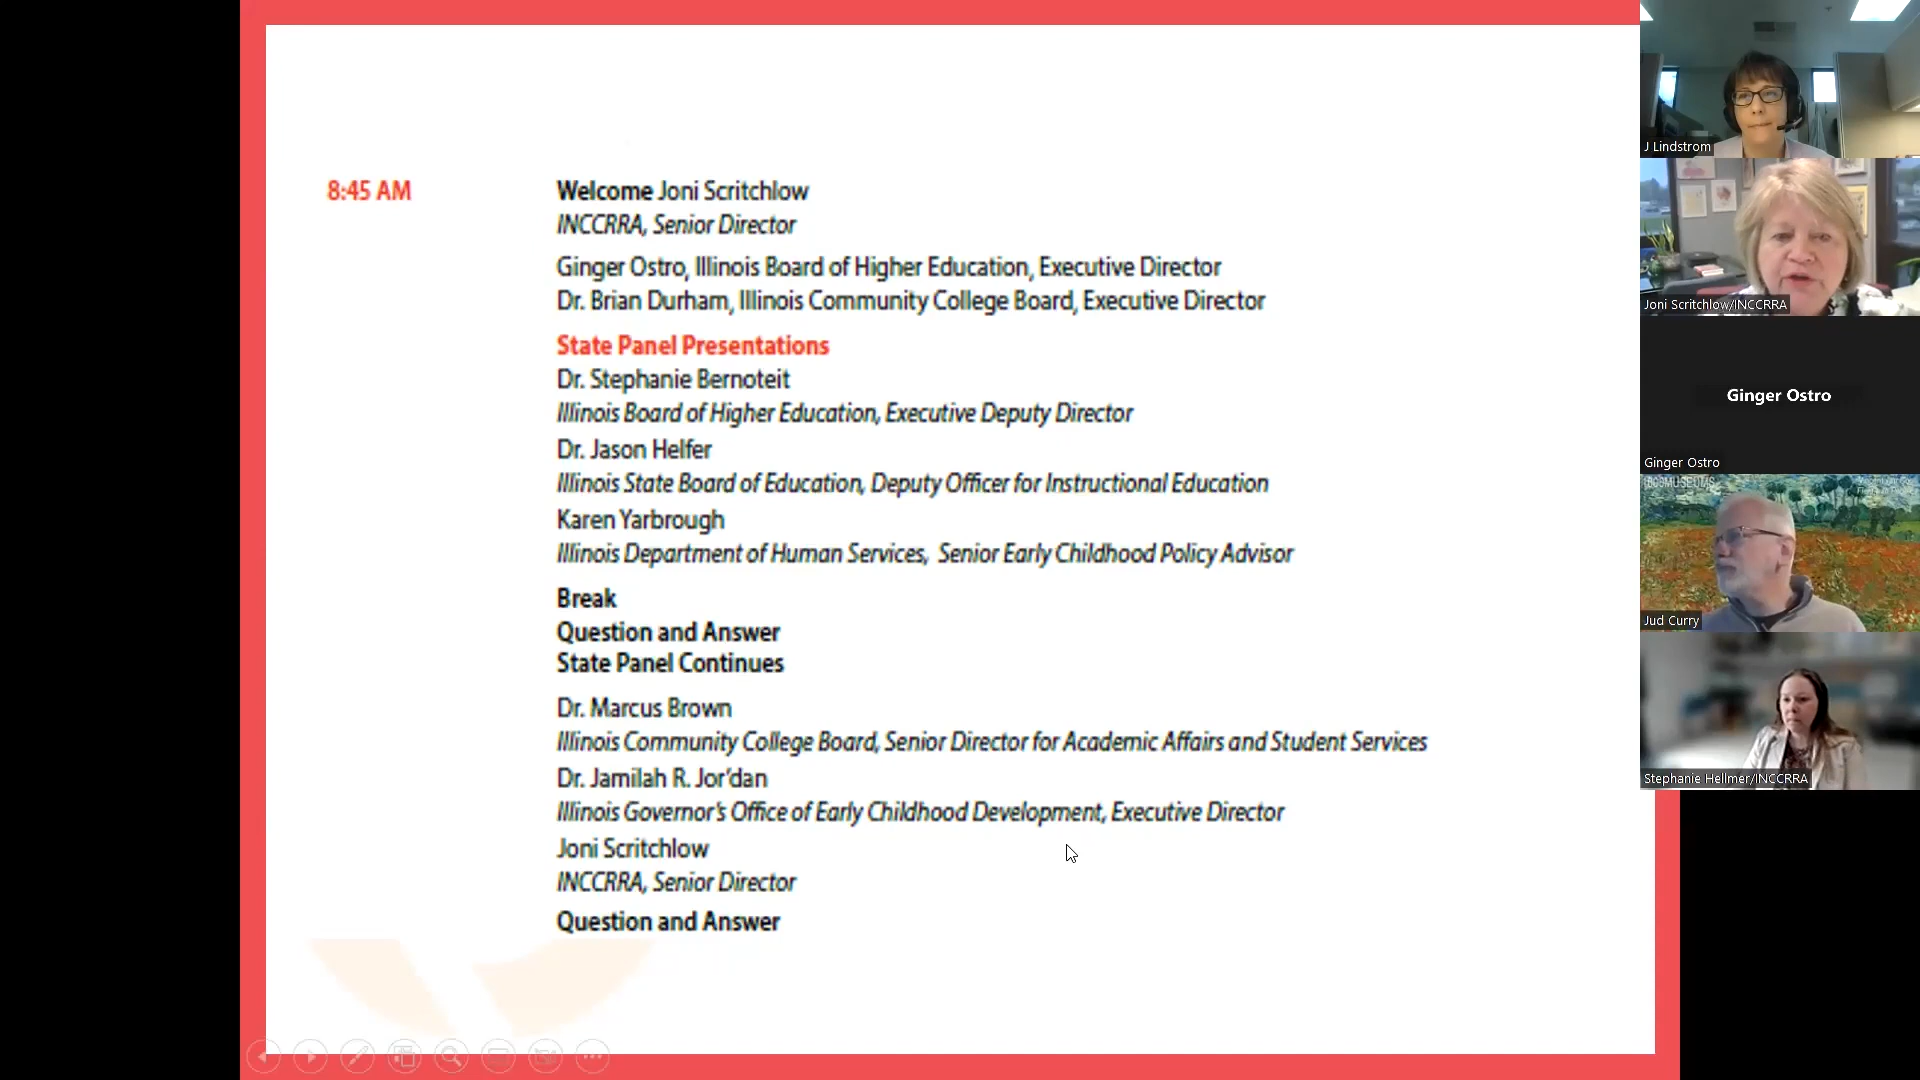 8:45 AM
Welcome Joni Scritchlow
INCCRRA, Senior Director
Ginger Ostro, Illinois Board of Higher Education, Executive Director
Dr. Brian Durham, Illinois Community College Board, Executive Director
State Panel Presentations
Dr. Stephanie Bernoteit
Illinois Board of Higher Education, Executive Deputy Director
Dr. Jason Helfer
Illinois State Board of Education, Deputy Officer for Instructional Education
Karen Yarbrough
Illinois Department of Human Services, Senior Early Childhood Policy Advisor
Break
Question and Answer
State Panel Continues
Dr. Marcus Brown
Illinois Community College Board, Senior Director for Academic Affairs and Student Services
Dr. Jamilah R. Jor'dan
Illinois Governor's Office of Early Childhood Development, Executive Director
Joni Scritchlow
INCCRRA, Senior Director
Question and Answer
J Lindstrom
Joni Scritchlow/INCCRRA
Ginger Ostro
Ginger Ostro
Jud Curry
Stephanie Hellmer/INCCRRA